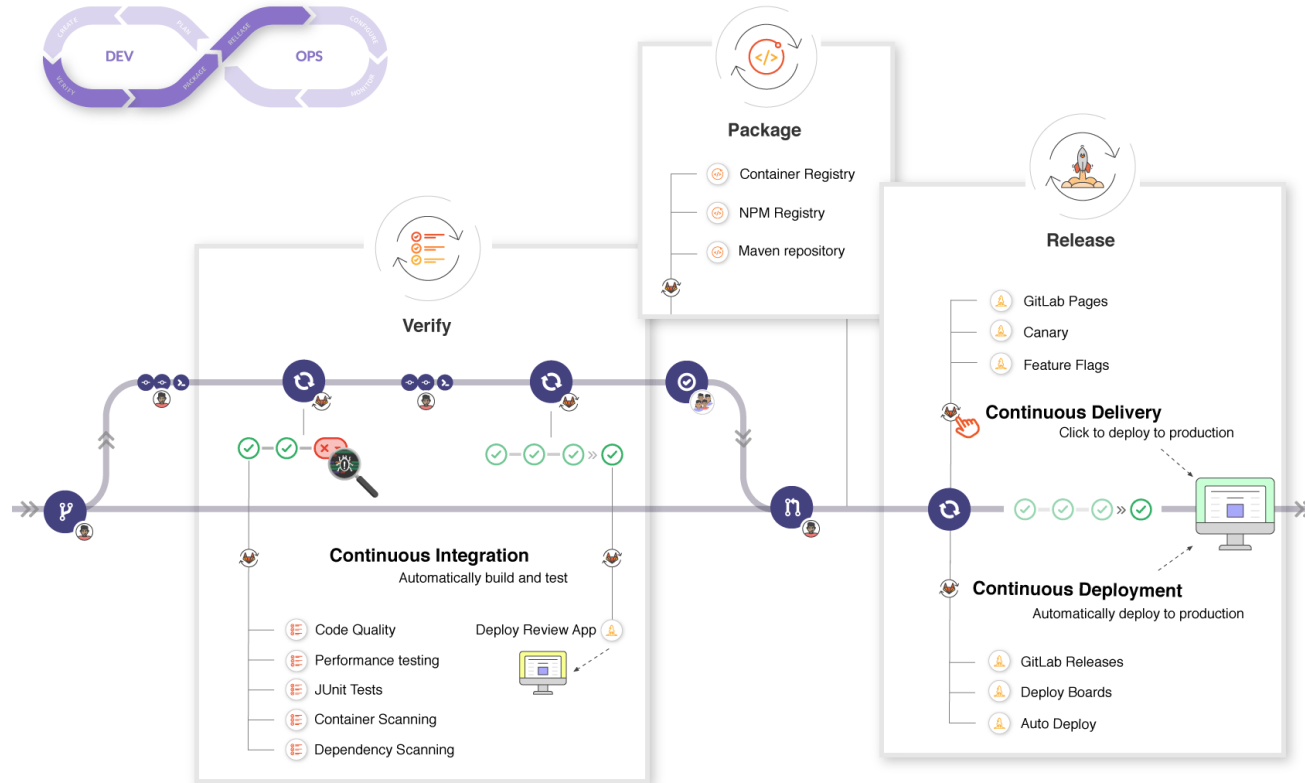 CREATE
PLAN
RELEASE
CONFIGURE
DEV
OPS
VERIFY
PACKAGE
MONITOR
</>
Package
Container Registry
NPM Registry
Maven repository
Release
GitLab Pages
Canary
Feature Flags
Continuous Delivery
Click to deploy to production
Verify
Continuous Integration
Automatically build and test
Code Quality
Performance testing
JUnit Tests
Container Scanning
Dependency Scanning
Deploy Review App
Continuous Deployment
Automatically deploy to production
GitLab Releases
Deploy Boards
Auto Deploy